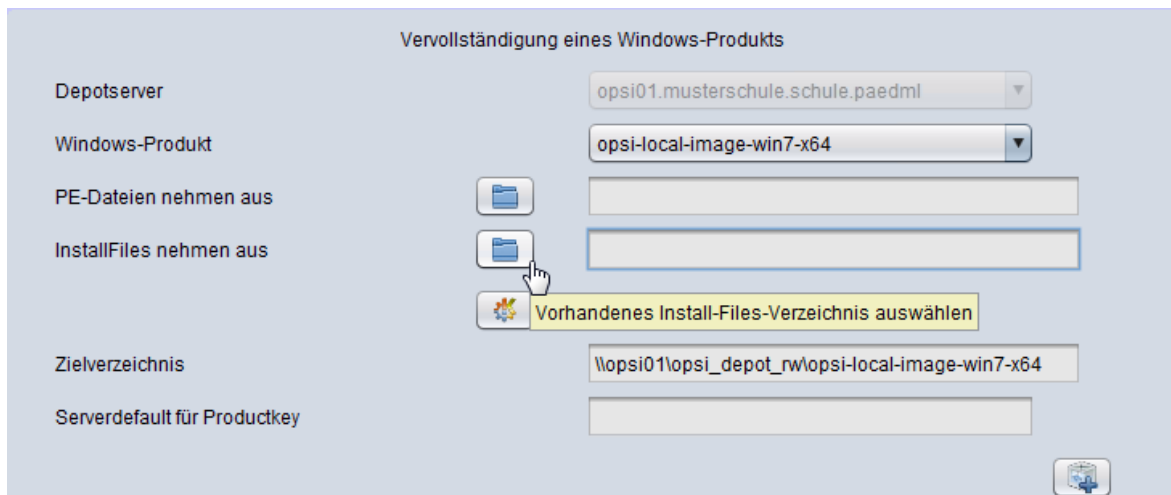 Vervollständigung eines Windows-Produkts
Depotserver opsi01.musterschule.schule.paedml
Windows-Produkt opsi-local-image-win7-x64
PE-Dateien nehmen aus
InstallFiles nehmen aus
Vorhandenes Install-Files-Verzeichnis auswählen
Zielverzeichnis \\opsi01\opsi_depot_rw\opsi-local-image-win7-x64
Serverdefault für Productkey